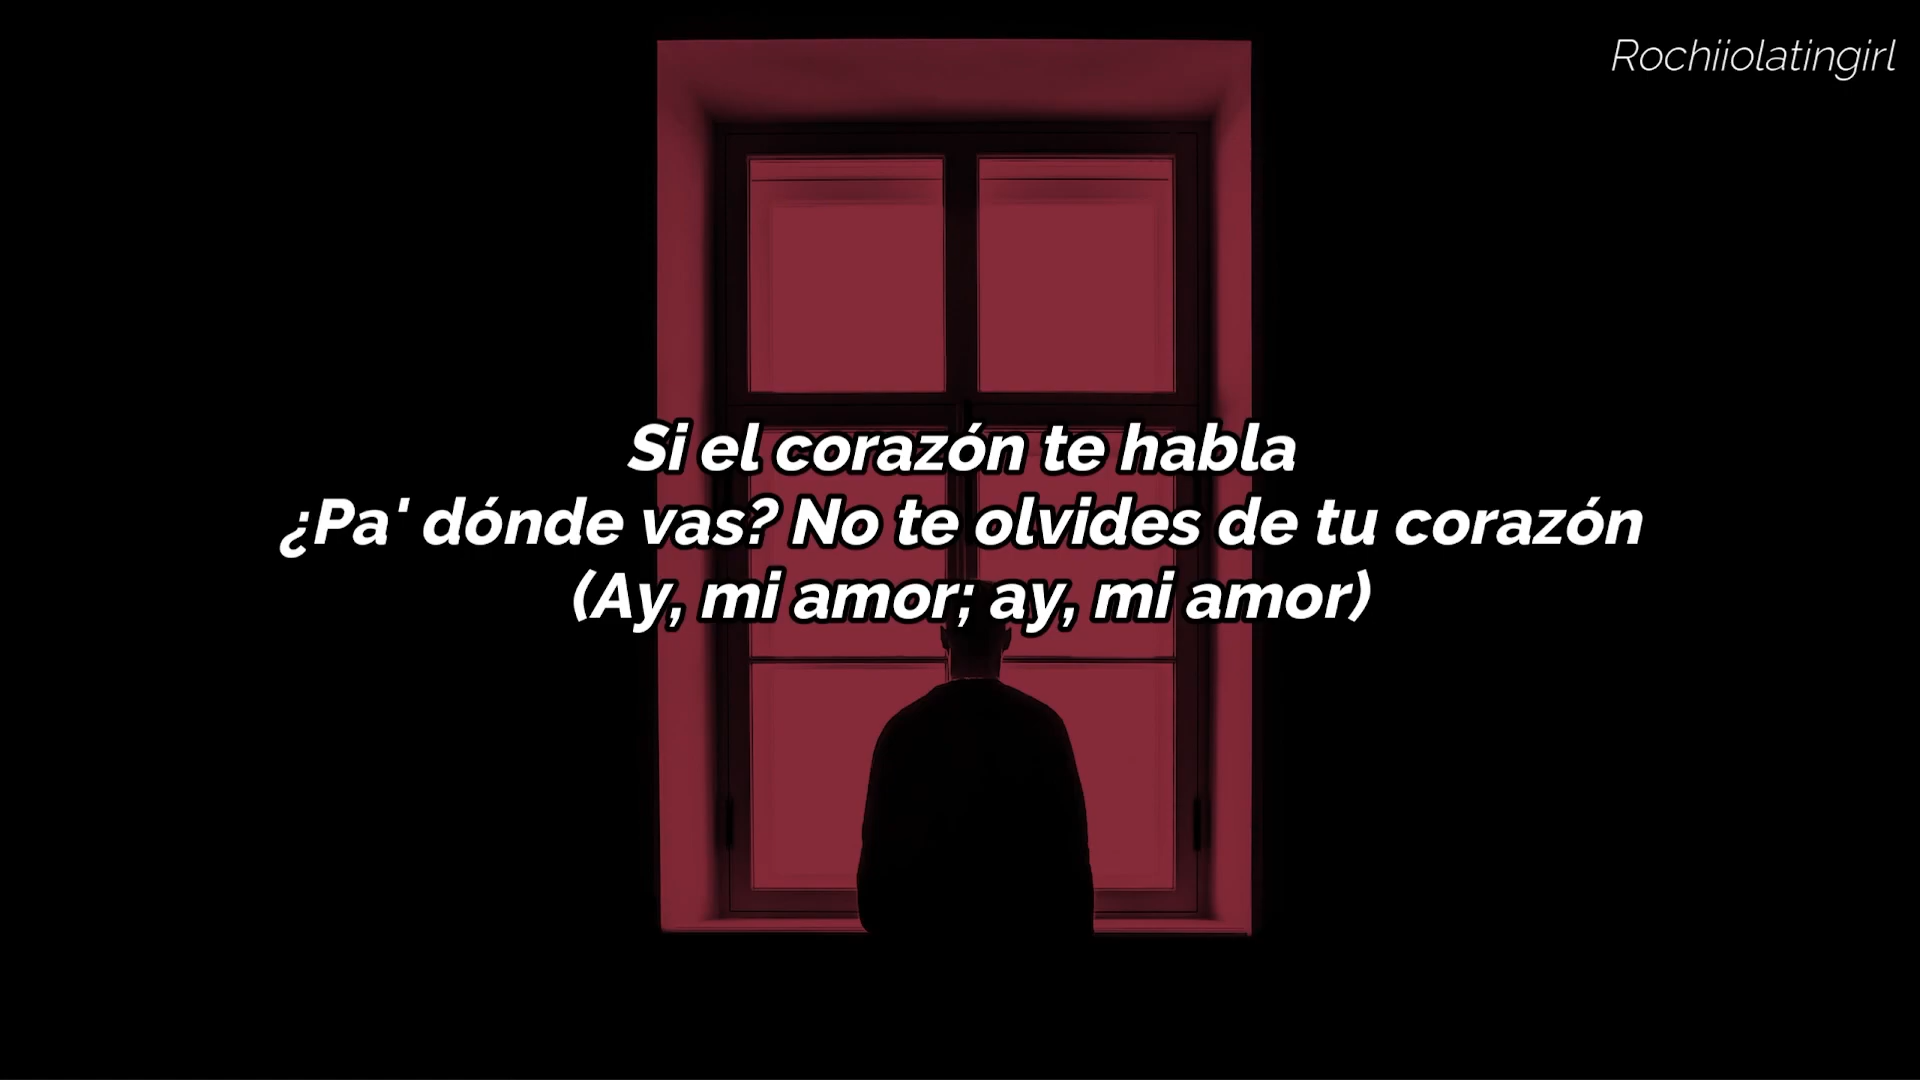 Rochiiolatingirl
Si el corazón te habla
¿Pa' dónde vas? No te olvides de tu corazón
(Ay, mi amor; ay, mi amor)